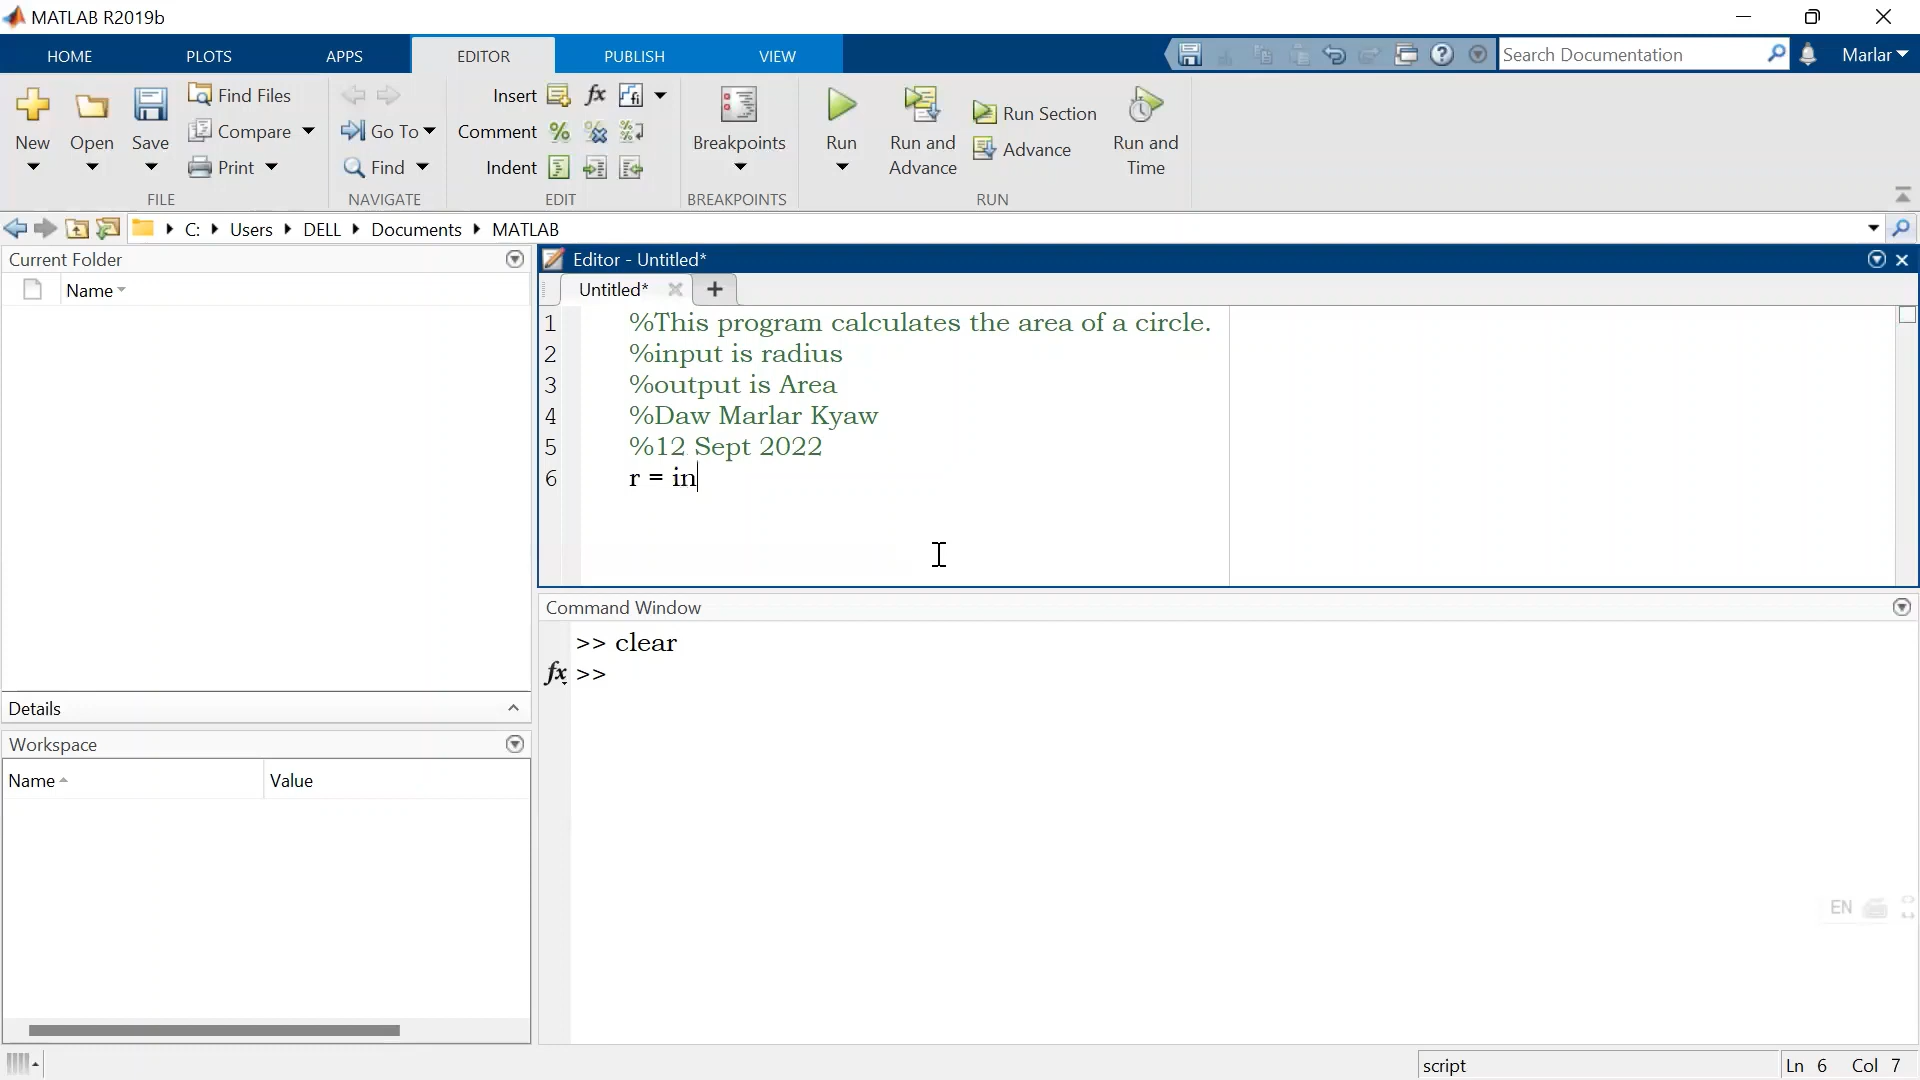 MATLAB R2019b
HOME PLOTS APPS EDITOR PUBLISH VIEW
Search Documentation
Marlar
New
Open
Save
Find Files
Compare
Print
FILE
Go To
Find
NAVIGATE
Insert
Comment
Indent
EDIT
Breakpoints
BREAKPOINTS
Run
Run and
Advance
Run Section
Advance
Run and
Time
RUN
C: Users DELL Documents MATLAB
Current Folder
Name
Editor - Untitled*
Untitled*
1 %This program calculates the area of a circle.
2 %input is radius
3 %output is Area
4 %Daw Marlar Kyaw
5 %12 Sept 2022
6 r = in
Command Window
>> clear
fx >>
Details
Workspace
Name Value
EN
script
Ln 6 Col 7